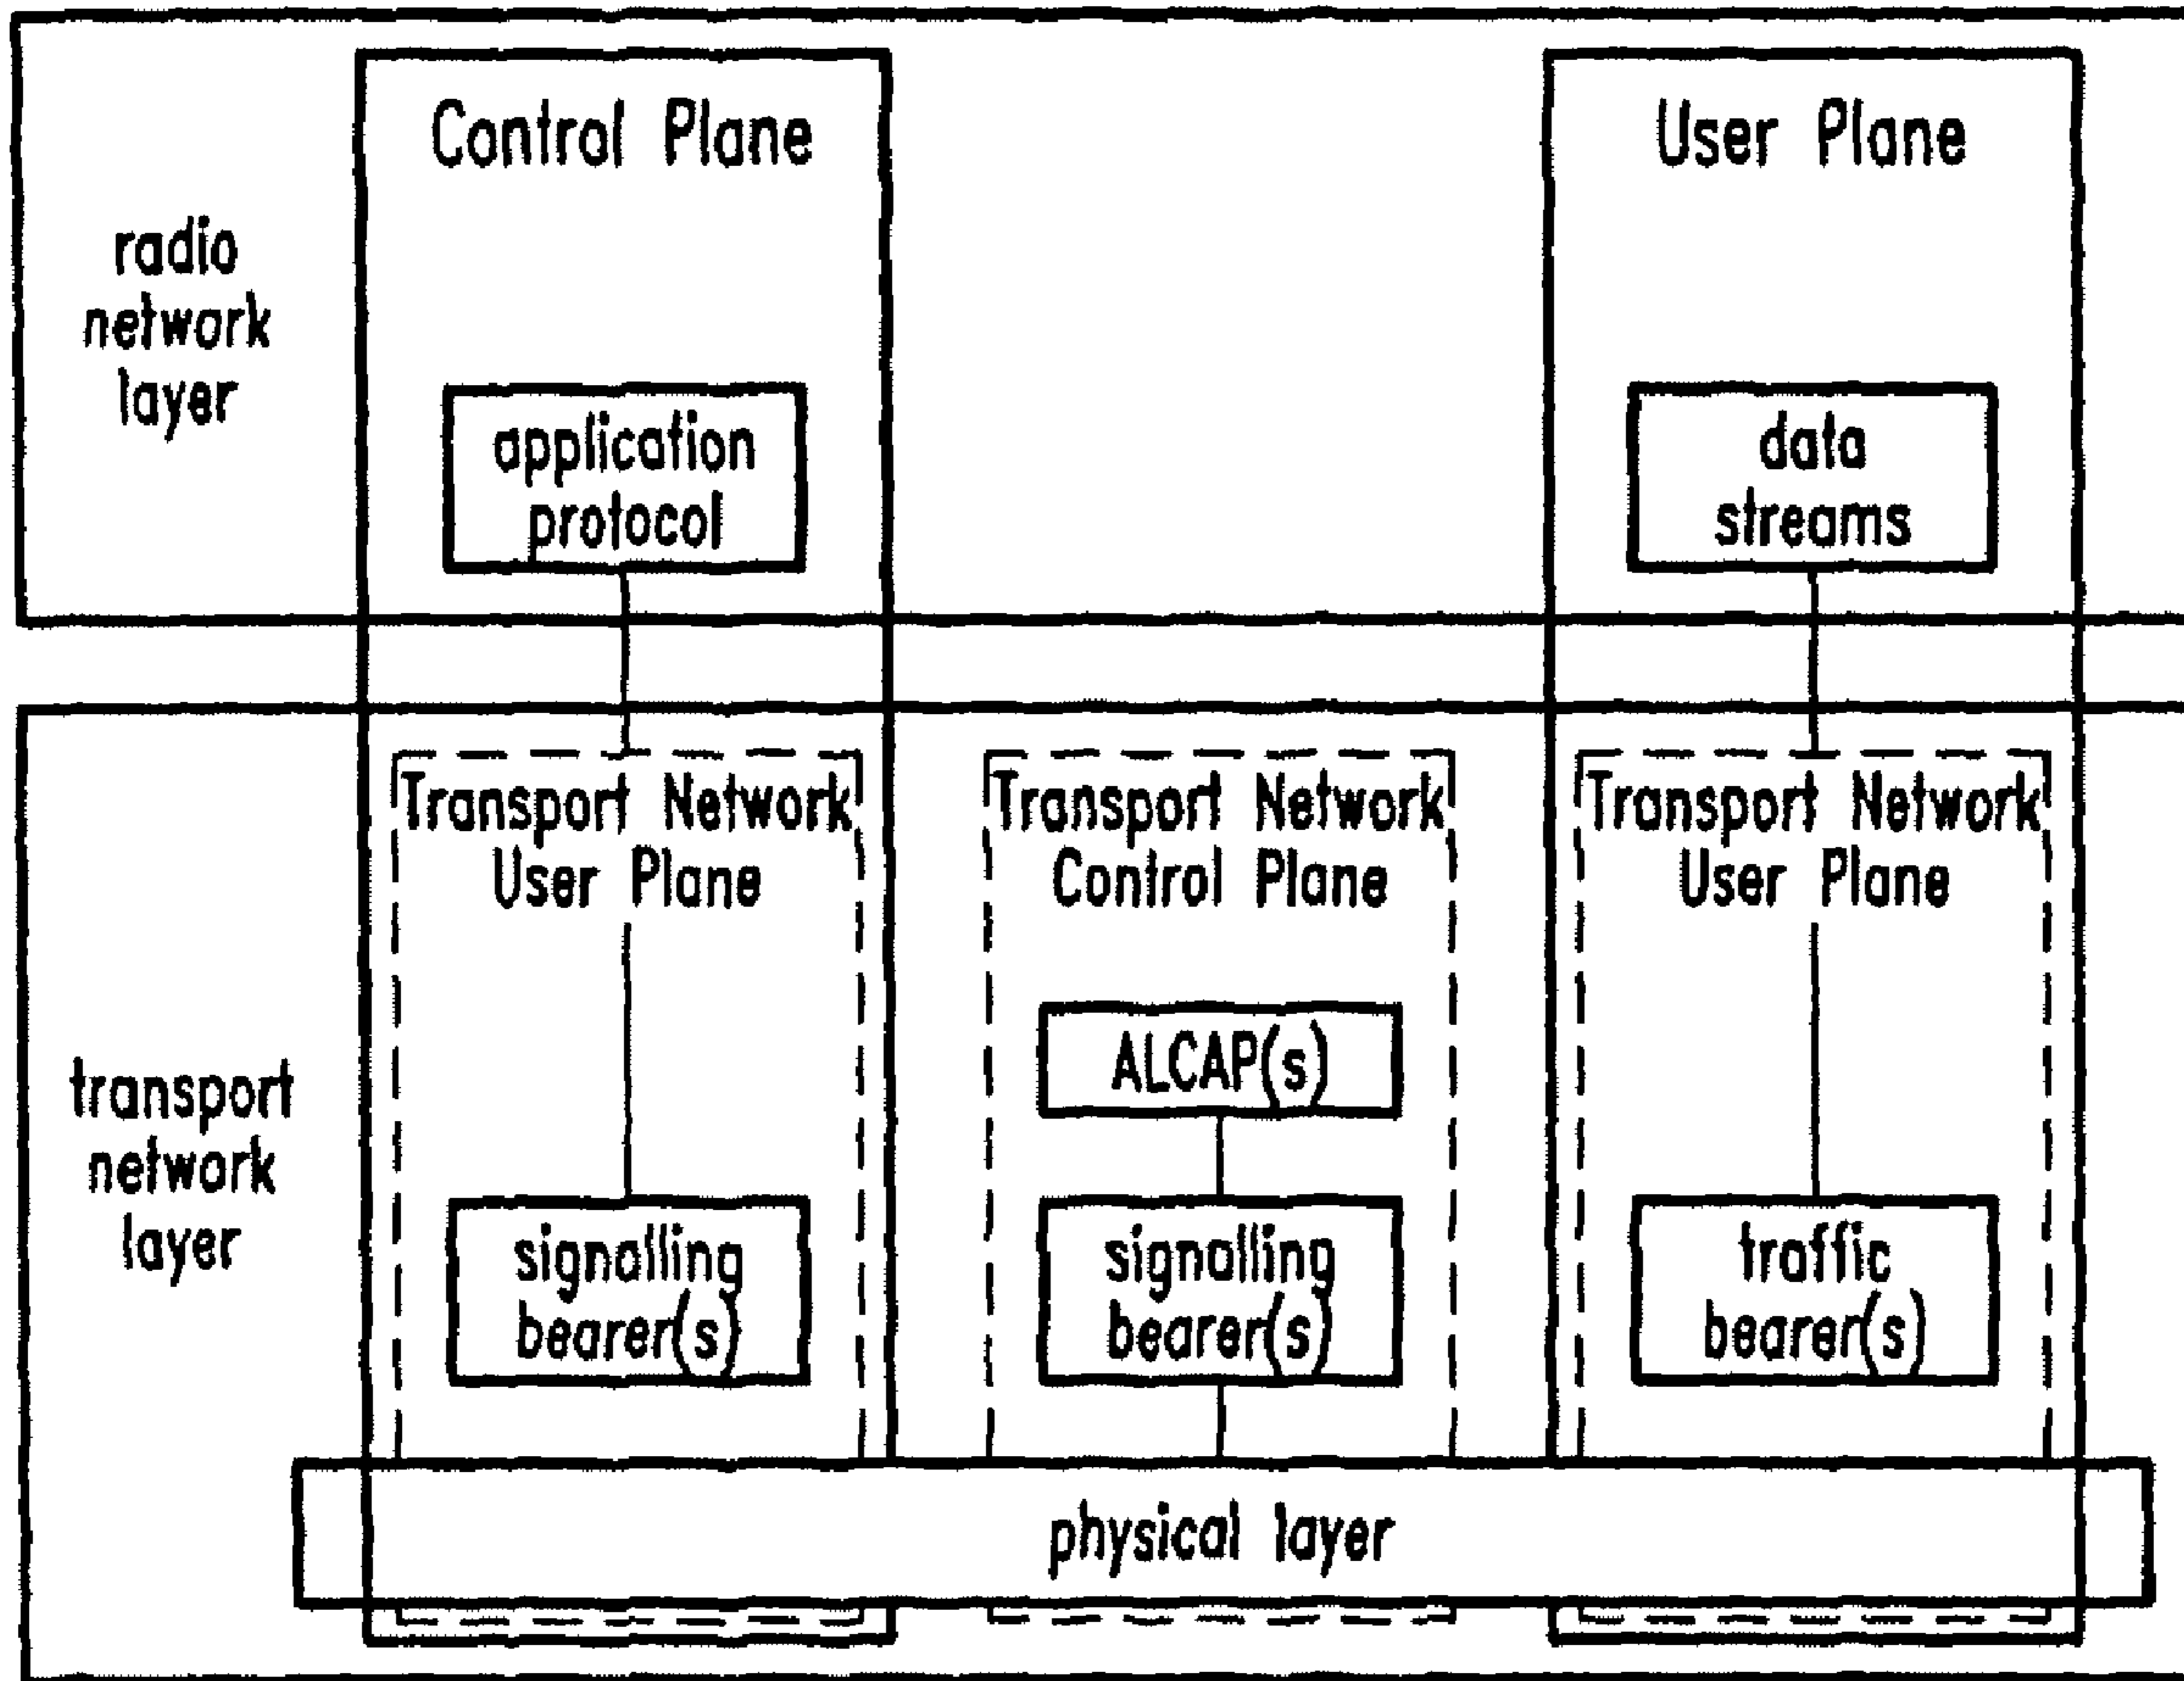 Control Plane
User Plane
radio
network
layer
application
protocol
data
streams
Transport Network
User Plane
Transport Network
Control Plane
Transport Network
User Plane
transport
network
layer
ALCAP(s)
signalling
bearer(s)
signalling
bearer(s)
traffic
bearer(s)
physical layer